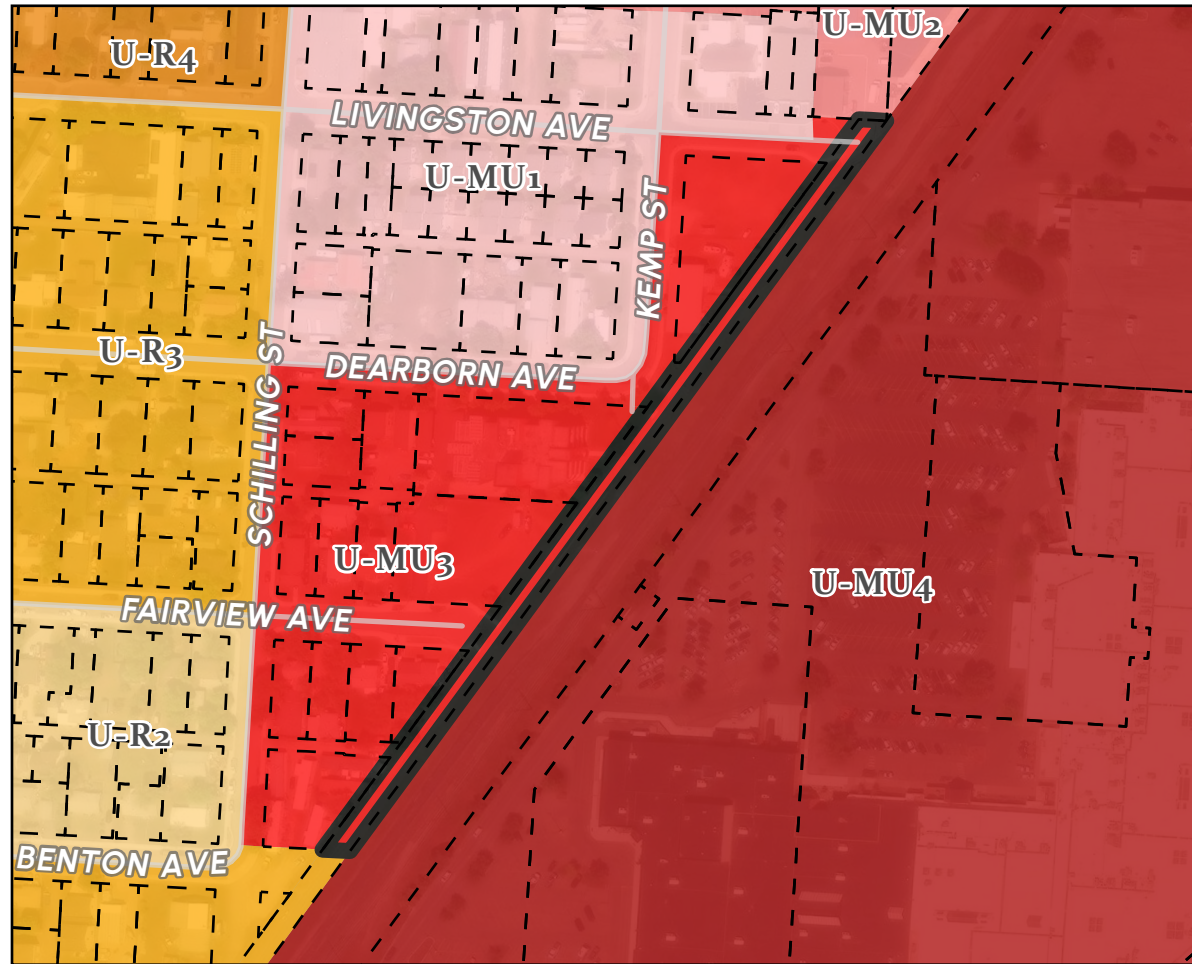 U-MU2
U-R4
LIVINGSTON AVE
U-MU1
KEMP ST
U-R3
DEARBORN AVE
SCHILLING ST
U-MU3
U-MU4
FAIRVIEW AVE
U-R2
BENTON AVE